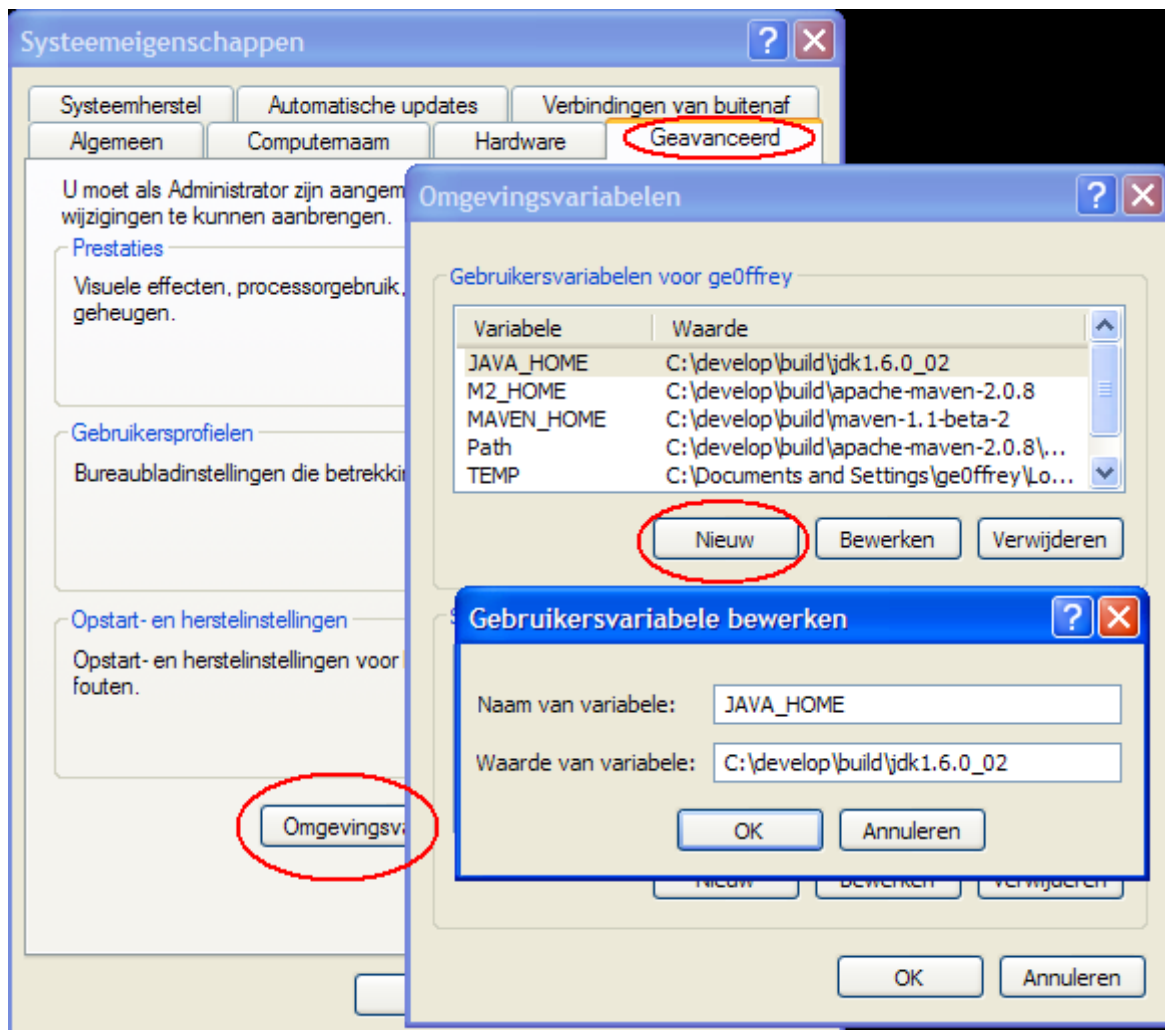 Systeemeigenschappen
Systeemherstel
Automatische updates
Verbindingen van buitenaf
Algemeen
Computernaam
Hardware
Geavanceerd
U moet als Administrator zijn aangem
wijzigingen te kunnen aanbrengen.
Prestaties
Visuele effecten, processorgebruik,
geheugen.
Gebruikersprofielen
Bureaubladinstellingen die betrekki
Opstart- en herstelinstellingen
Opstart- en herstelinstellingen voor
fouten.
Omgevingsva
Omgevingsvariabelen
Gebruikersvariabelen voor ge0ffrey
Variabele Waarde
JAVA_HOME C:\develop\build\jdk1.6.0_02
M2_HOME C:\develop\build\apache-maven-2.0.8
MAVEN_HOME C:\develop\build\maven-1.1-beta-2
Path C:\develop\build\apache-maven-2.0.8\...
TEMP C:\Documents and Settings\ge0ffrey\Lo...
Nieuw Bewerken Verwijderen
Gebruikersvariabele bewerken
Naam van variabele: JAVA_HOME
Waarde van variabele: C:\develop\build\jdk1.6.0_02
OK Annuleren
Nieuw Bewerken Verwijderen
OK Annuleren